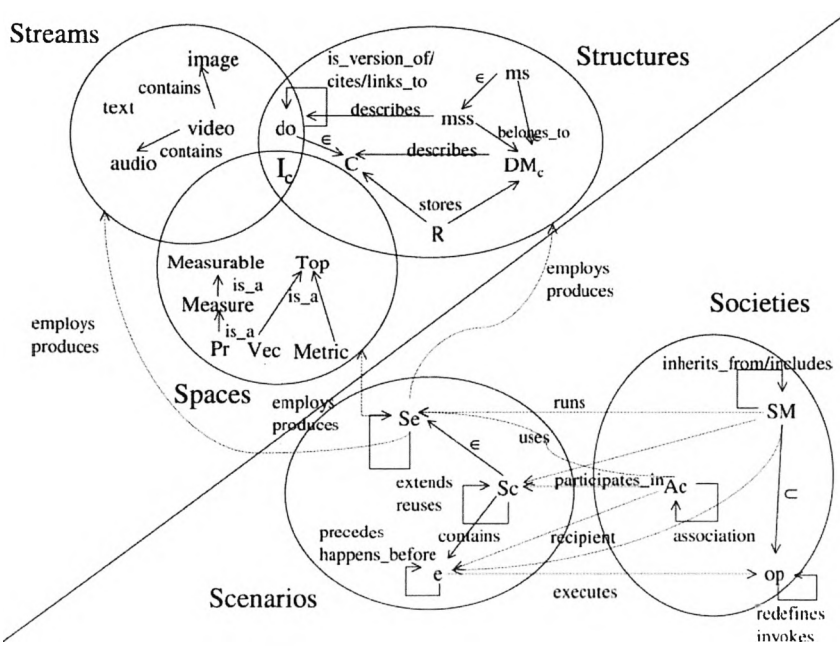 Streams
image
contains
text
video
audio
contains
Structures
is_version_of/
cites/links_to
ms
∈
describes
mss
belongs_to
do
∈
describes
C
DMc
Ic
stores
R
Measurable
Top
is_a
Measure
is_a
is_a
Pr
Vec
Metric
Spaces
employs
produces
employs
produces
employs
produces
Societies
inherits_from/includes
SM
runs
Se
uses
∈
extends
reuses
Sc
participates_in
Ac
⊂
precedes
happens_before
contains
recipient
association
e
op
executes
Scenarios
redefines
invokes